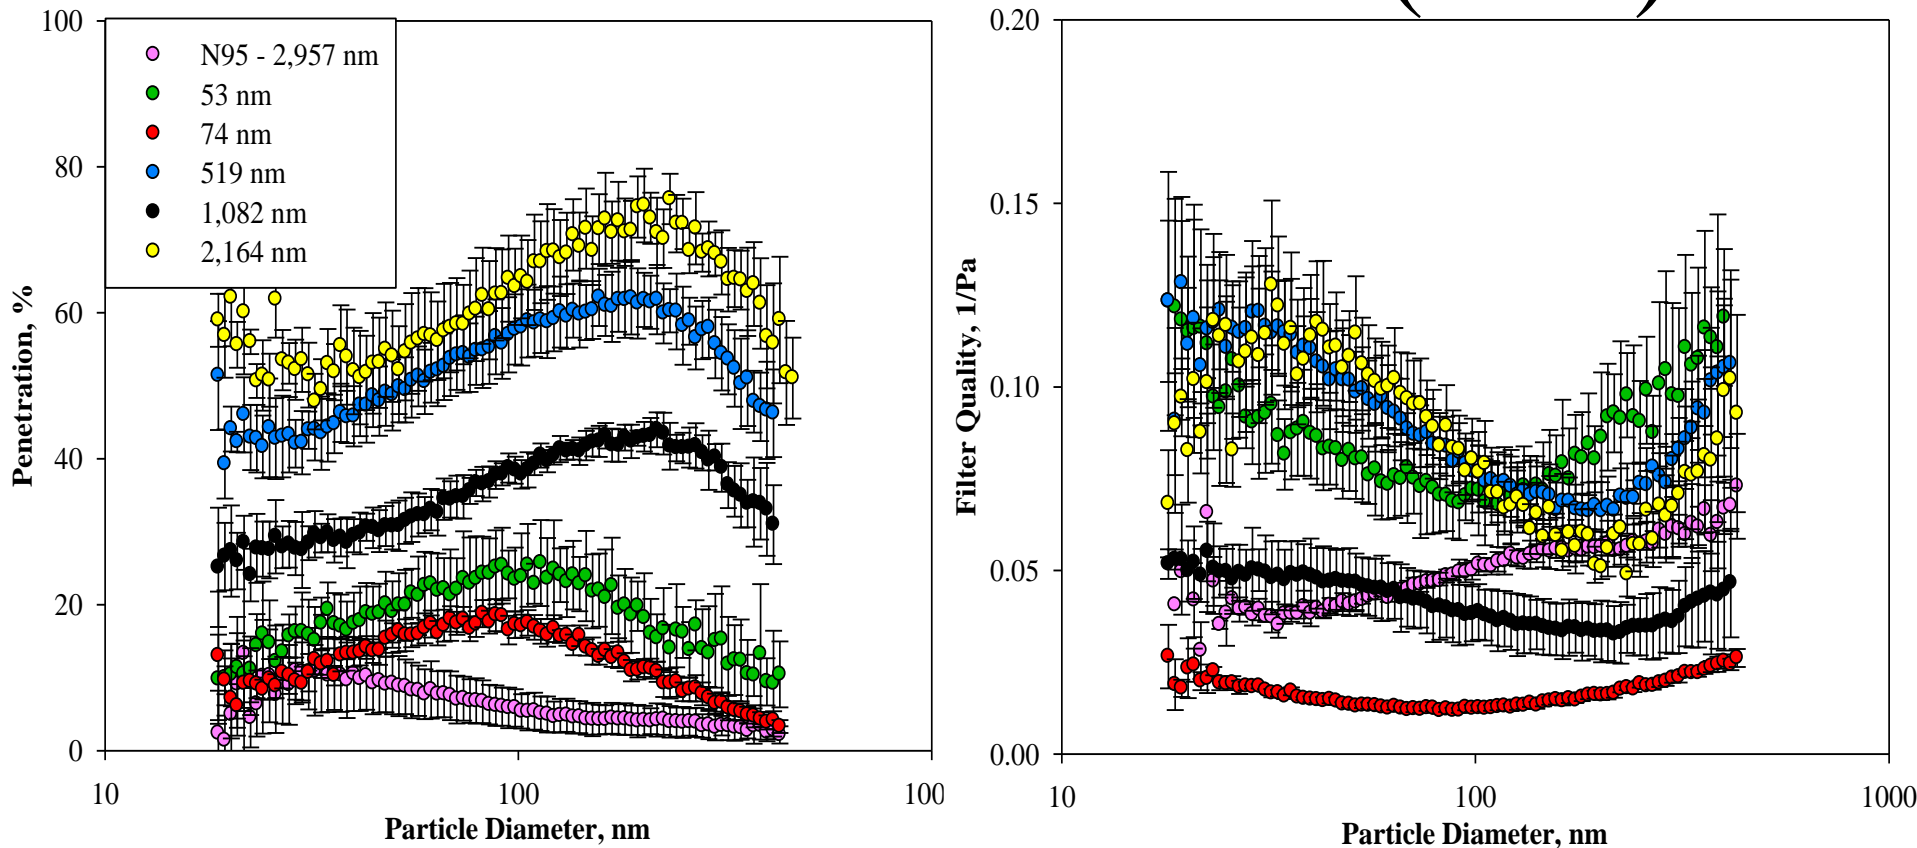 ( )
100
80
60
40
20
0
Penetration, %
N95 - 2,957 nm
53 nm
74 nm
519 nm
1,082 nm
2,164 nm
10
100
100
Particle Diameter, nm
0.20
0.15
0.10
0.05
0.00
Filter Quality, 1/Pa
10
100
1000
Particle Diameter, nm